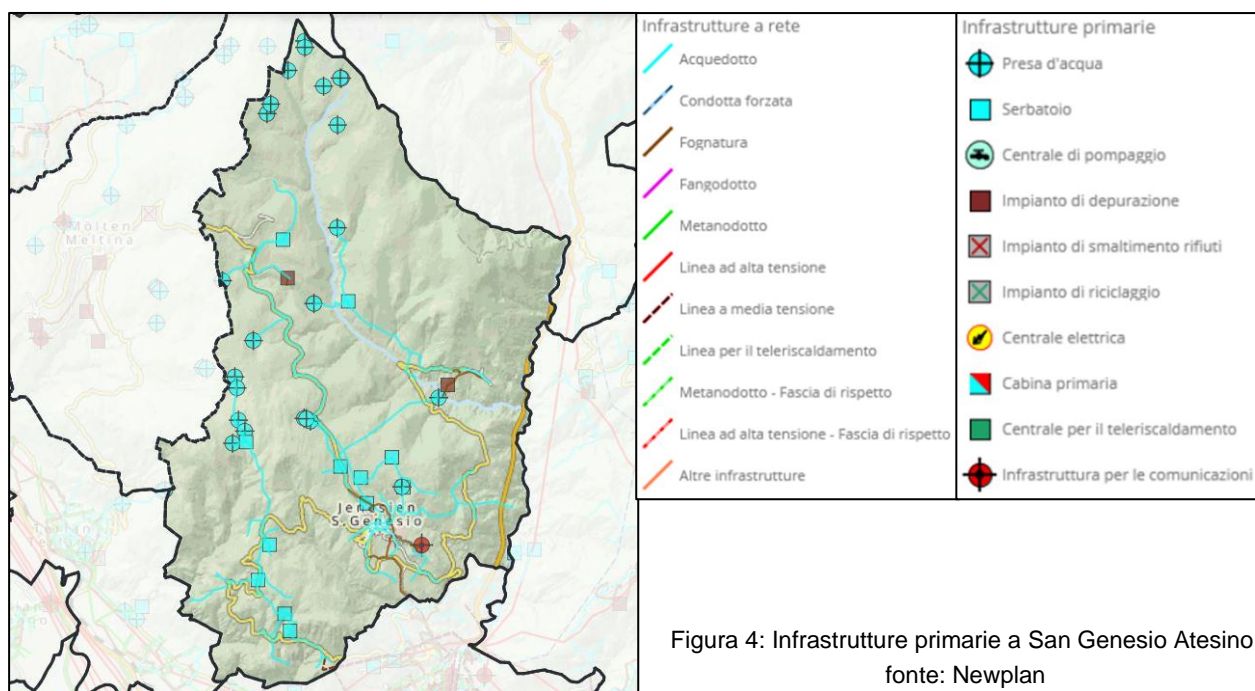 Mölten
Meltina
Jenesien
S.Genesio
Infrastrutture a rete
Acquedotto
Condotta forzata
Fognatura
Fangodotto
Metanodotto
Linea ad alta tensione
Linea a media tensione
Linea per il teleriscaldamento
Metanodotto - Fascia di rispetto
Linea ad alta tensione - Fascia di rispetto
Altre infrastrutture
Infrastrutture primarie
Presa d'acqua
Serbatoio
Centrale di pompaggio
Impianto di depurazione
Impianto di smaltimento rifiuti
Impianto di riciclaggio
Centrale elettrica
Cabina primaria
Centrale per il teleriscaldamento
Infrastruttura per le comunicazioni
Figura 4: Infrastrutture primarie a San Genesio Atesino
fonte: Newplan